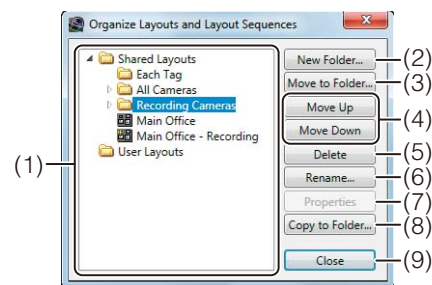 Organize Layouts and Layout Sequences
Shared Layouts
Each Tag
All Cameras
Recording Cameras
Main Office
Main Office - Recording
User Layouts
(1)
New Folder...
(2)
Move to Folder...
(3)
Move Up
Move Down
(4)
Delete
(5)
Rename...
(6)
Properties
(7)
Copy to Folder...
(8)
Close
(9)